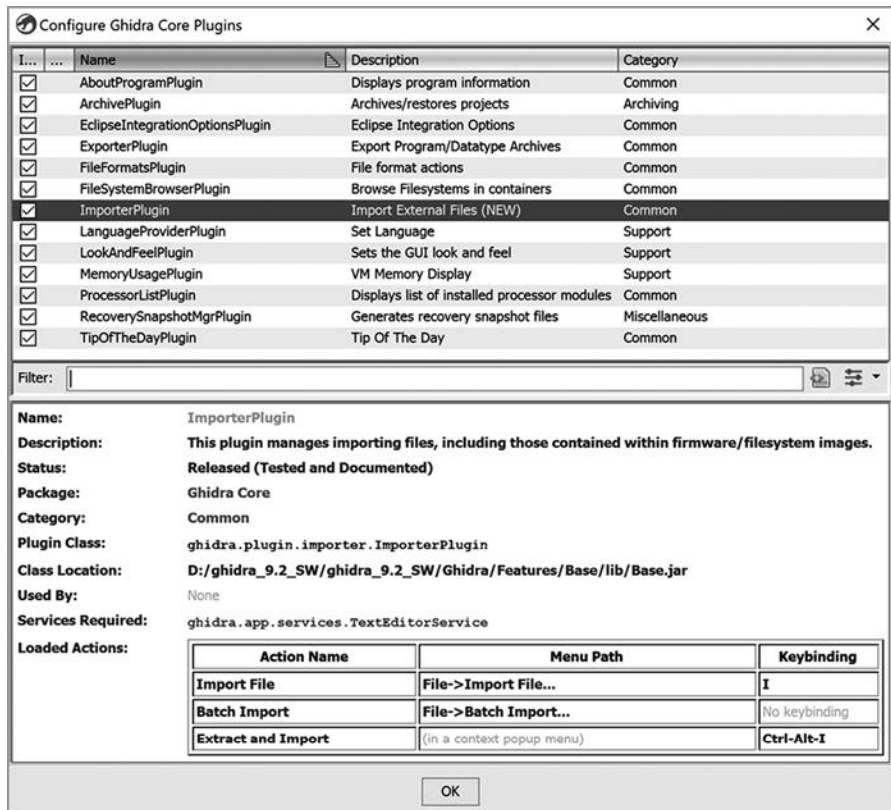 Configure Ghidra Core Plugins
I... ... Name Description Category
AboutProgramPlugin Displays program information Common
ArchivePlugin Archives/restores projects Archiving
EclipseIntegrationOptionsPlugin Eclipse Integration Options Common
ExporterPlugin Export Program/Datatype Archives Common
FileFormatsPlugin File format actions Common
FileSystemBrowserPlugin Browse Filesystems in containers Common
ImporterPlugin Import External Files (NEW) Common
LanguageProviderPlugin Set Language Support
LookAndFeelPlugin Sets the GUI look and feel Support
MemoryUsagePlugin VM Memory Display Support
ProcessorListPlugin Displays list of installed processor modules Common
RecoverySnapshotMgrPlugin Generates recovery snapshot files Miscellaneous
TipOfTheDayPlugin Tip Of The Day Common
Filter:
Name: ImporterPlugin
Description: This plugin manages importing files, including those contained within firmware/filesystem images.
Status: Released (Tested and Documented)
Package: Ghidra Core
Category: Common
Plugin Class: ghidra.plugin.importer.ImporterPlugin
Class Location: D:/ghidra_9.2_SW/ghidra_9.2_SW/Ghidra/Features/Base/lib/Base.jar
Used By: None
Services Required: ghidra.app.services.TextEditorService
Loaded Actions: Action Name Menu Path Keybinding
Import File File->Import File... I
Batch Import File->Batch Import... No keybinding
Extract and Import (in a context popup menu) Ctrl-Alt-I
OK